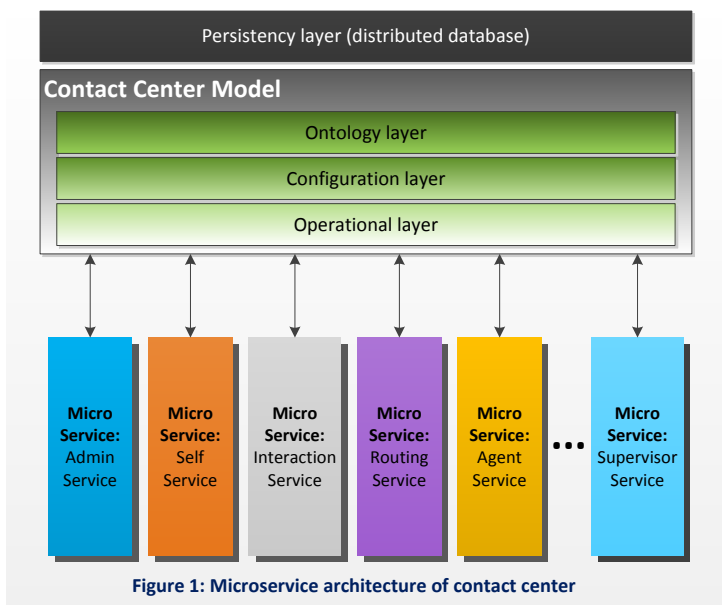 Persistency layer (distributed database)
Contact Center Model
Ontology layer
Configuration layer
Operational layer
Micro
Service:
Admin
Service
Micro
Service:
Self
Service
Micro
Service:
Interaction
Service
Micro
Service:
Routing
Service
Micro
Service:
Agent
Service
...
Micro
Service:
Supervisor
Service
Figure 1: Microservice architecture of contact center